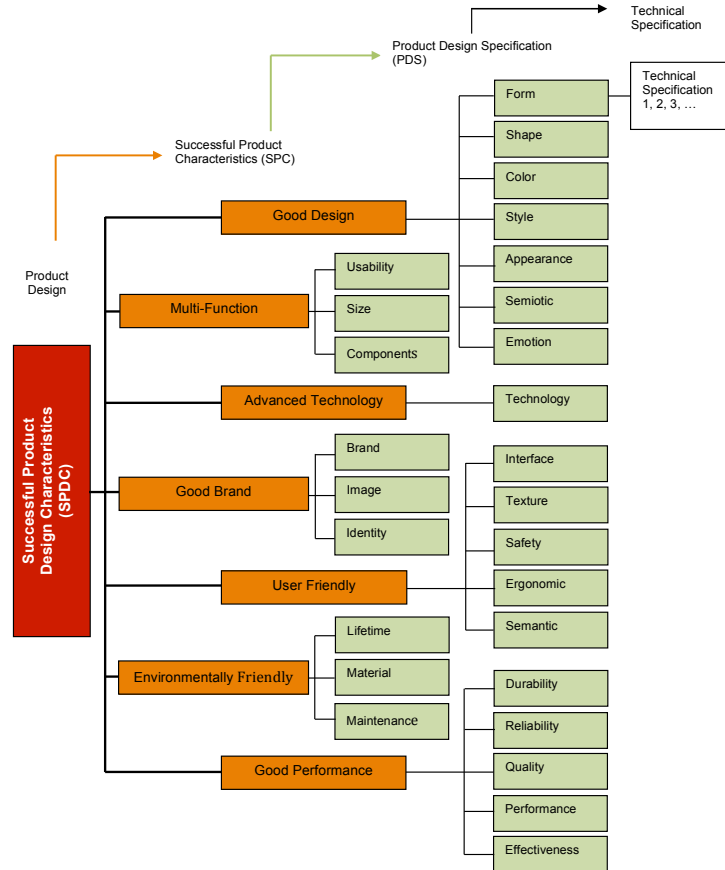 Technical
Specification
Product Design Specification
(PDS)
Technical
Specification
1, 2, 3, …
Form
Successful Product
Characteristics (SPC)
Shape
Color
Good Design
Style
Product
Design
Usability
Appearance
Multi-Function
Size
Semiotic
Components
Emotion
Advanced Technology
Technology
Successful Product
Design Characteristics
(SPDC)
Brand
Interface
Good Brand
Image
Texture
Identity
Safety
User Friendly
Ergonomic
Lifetime
Semantic
Environmentally Friendly
Material
Durability
Maintenance
Reliability
Good Performance
Quality
Performance
Effectiveness